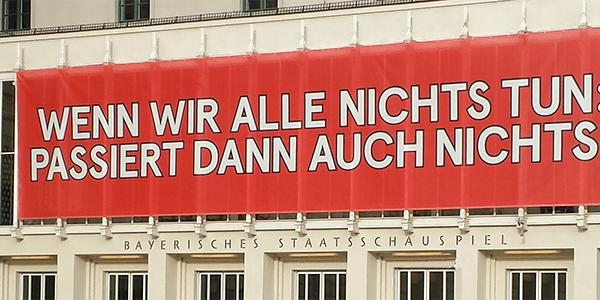 WENN WIR ALLE NICHTS TUN:
PASSIERT DANN AUCH NICHTS
BAYERISCHES STAATSSCHAUSPIEL